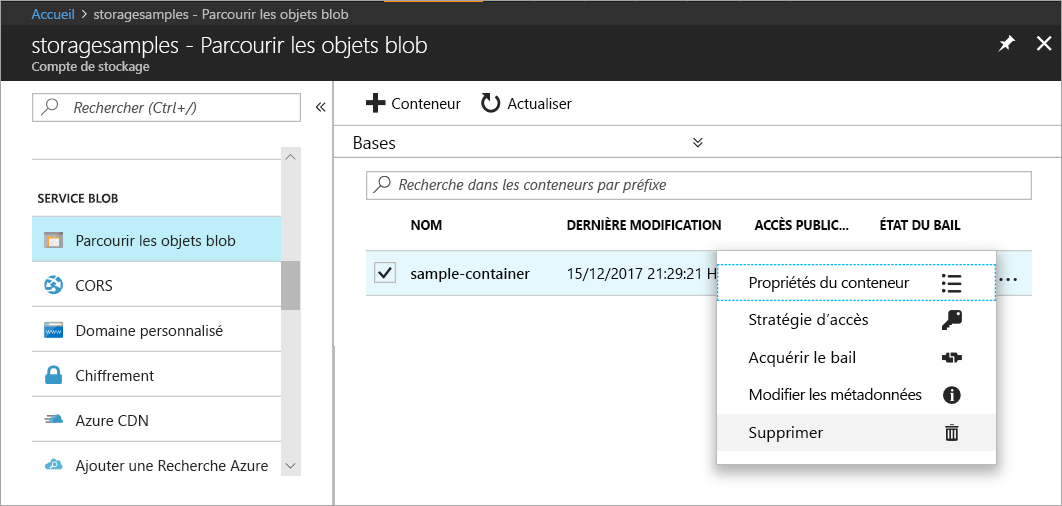 Accueil > storagesamples - Parcourir les objets blob
storagesamples - Parcourir les objets blob
Compte de stockage
Rechercher (Ctrl+/)
SERVICE BLOB
Parcourir les objets blob
CORS
Domaine personnalisé
Chiffrement
Azure CDN
Ajouter une Recherche Azure
Conteneur Actualiser
Bases
Recherche dans les conteneurs par préfixe
NOM DERNIÈRE MODIFICATION ACCÈS PUBLIC... ÉTAT DU BAIL
sample-container 15/12/2017 21:29:21 H ...
Propriétés du conteneur
Stratégie d'accès
Acquérir le bail
Modifier les métadonnées
Supprimer